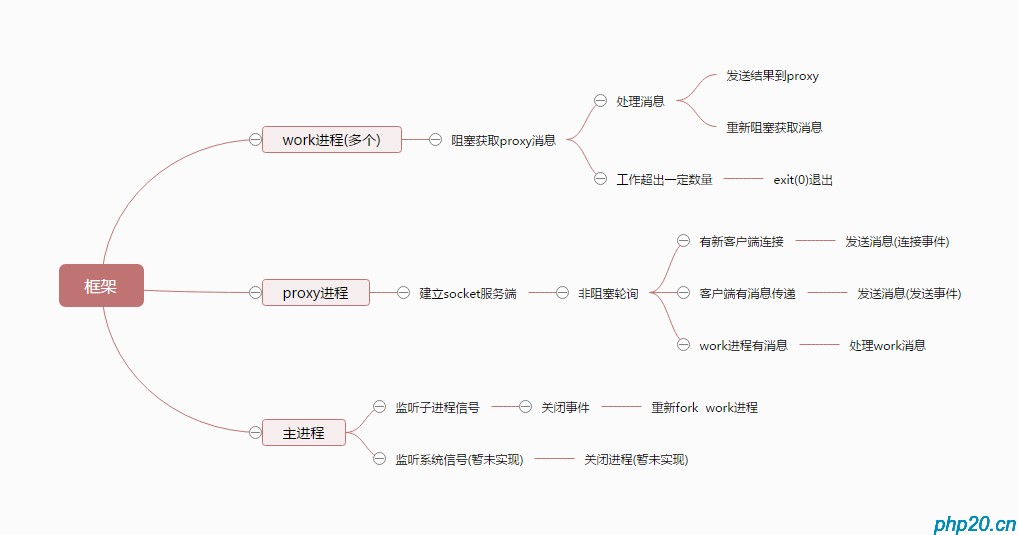 框架
work进程(多个)
阻塞获取proxy消息
处理消息
发送结果到proxy
重新阻塞获取消息
工作超出一定数量
exit(0)退出
proxy进程
建立socket服务端
非阻塞轮询
有新客户端连接
发送消息(连接事件)
客户端有消息传递
发送消息(发送事件)
work进程有消息
处理work消息
主进程
监听子进程信号
关闭事件
重新fork  work进程
监听系统信号(暂未实现)
关闭进程(暂未实现)
php20.cn